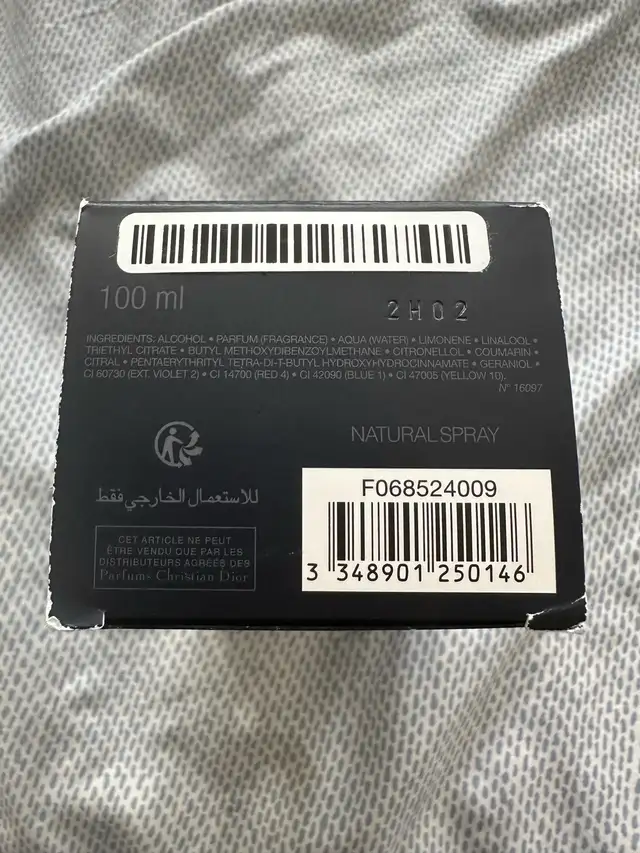 100 ml
2H02
INGREDIENTS: ALCOHOL • PARFUM (FRAGRANCE) • AQUA (WATER) • LIMONENE • LINALOOL •
TRIETHYL CITRATE • BUTYL METHOXYDIBENZOYLMETHANE • CITRONELLOL • COUMARIN •
CITRAL • PENTAERYTHRITYL TETRA-DI-T-BUTYL HYDROXYHYDROCINNAMATE • GERANIOL •
CI 60730 (EXT. VIOLET 2) • CI 14700 (RED 4) • CI 42090 (BLUE 1) • CI 47005 (YELLOW 10).
N° 16097
NATURAL SPRAY
للاستعمال الخارجي فقط
CET ARTICLE NE PEUT
ÊTRE VENDU QUE PAR LES
DISTRIBUTEURS AGRÉÉS DES
Parfums Christian Dior
F068524009
3 348901 250146